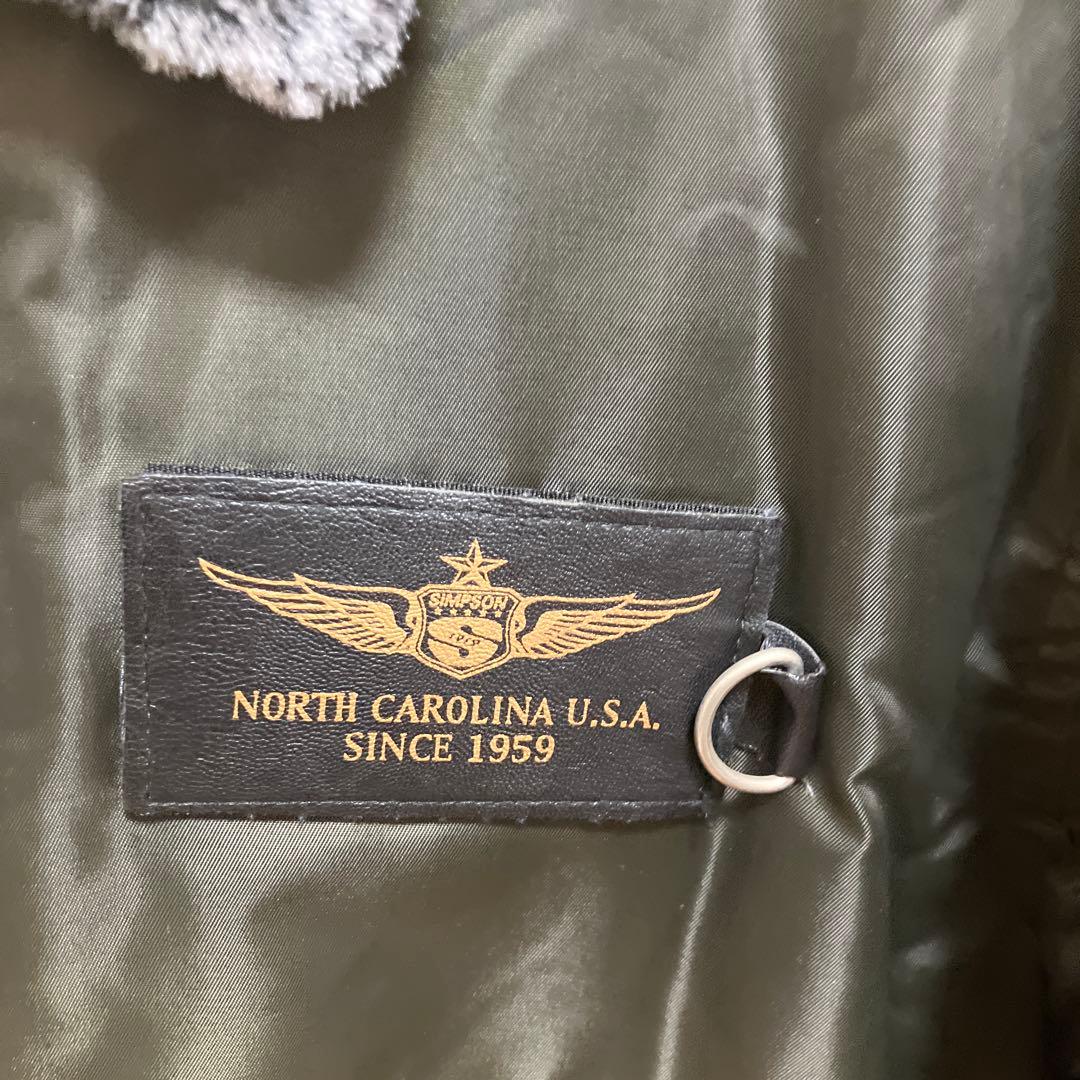 SIMPSON
S
NORTH CAROLINA U.S.A.
SINCE 1959